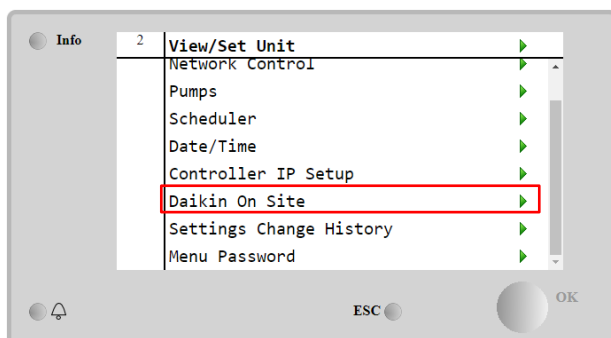 Info
2
View/Set Unit
Network Control
Pumps
Scheduler
Date/Time
Controller IP Setup
Daikin On Site
Settings Change History
Menu Password
ESC
OK